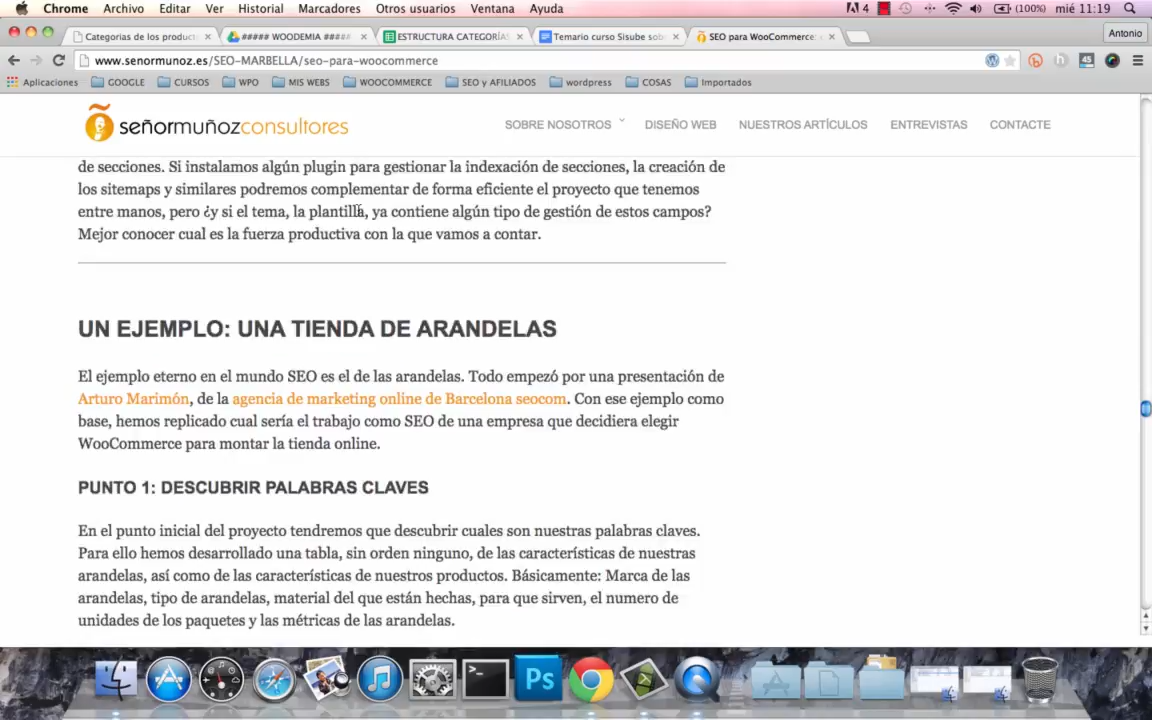 Chrome Archivo Editar Ver Historial Marcadores Otros usuarios Ventana Ayuda
4 (100%) mié 11:19
Categorias de los product × ##### WOODEMIA ##### × ESTRUCTURA CATEGORÍAS × Temario curso Sisube sob × SEO para WooCommerce: × Antonio
www.senormunoz.es/SEO-MARBELLA/seo-para-woocommerce
45
Aplicaciones GOOGLE CURSOS WPO MIS WEBS WOOCOMMERCE SEO y AFILIADOS wordpress COSAS Importados
señormuñozconsultores
SOBRE NOSOTROS DISEÑO WEB NUESTROS ARTÍCULOS ENTREVISTAS CONTACTE
de secciones. Si instalamos algún plugin para gestionar la indexación de secciones, la creación de
los sitemaps y similares podremos complementar de forma eficiente el proyecto que tenemos
entre manos, pero ¿y si el tema, la plantilla, ya contiene algún tipo de gestión de estos campos?
Mejor conocer cual es la fuerza productiva con la que vamos a contar.
UN EJEMPLO: UNA TIENDA DE ARANDELAS
El ejemplo eterno en el mundo SEO es el de las arandelas. Todo empezó por una presentación de
Arturo Marimón, de la agencia de marketing online de Barcelona seocom. Con ese ejemplo como
base, hemos replicado cual sería el trabajo como SEO de una empresa que decidiera elegir
WooCommerce para montar la tienda online.
PUNTO 1: DESCUBRIR PALABRAS CLAVES
En el punto inicial del proyecto tendremos que descubrir cuales son nuestras palabras claves.
Para ello hemos desarrollado una tabla, sin orden ninguno, de las características de nuestras
arandelas, así como de las características de nuestros productos. Básicamente: Marca de las
arandelas, tipo de arandelas, material del que están hechas, para que sirven, el numero de
unidades de los paquetes y las métricas de las arandelas.
Ps